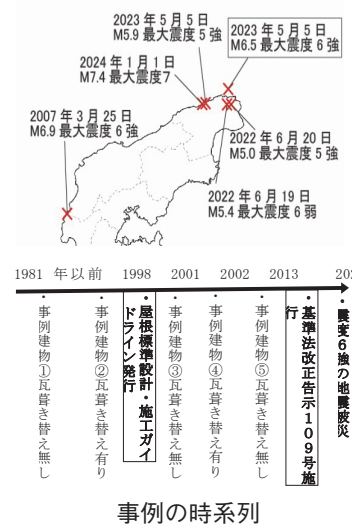 2023 年 5 月 5 日
M5.9 最大震度 5 強
2023 年 5 月 5 日
M6.5 最大震度 6 強
2024 年 1 月 1 日
M7.4 最大震度7
2007 年 3 月 25 日
M6.9 最大震度 6 強
2022 年 6 月 20 日
M5.0 最大震度 5 強
2022 年 6 月 19 日
M5.4 最大震度 6 弱
1981 年以前 1998 2001 2002 2013 202
・事例建物①瓦葺き替え無し
・事例建物②瓦葺き替え有り
・屋根標準設計・施工ガイ
ドライン発行
・事例建物③瓦葺き替え無し
・事例建物④瓦葺き替え有り
・事例建物⑤瓦葺き替え無し
・基準法改正告示109号施
行
・震度6強の地震被災
事例の時系列